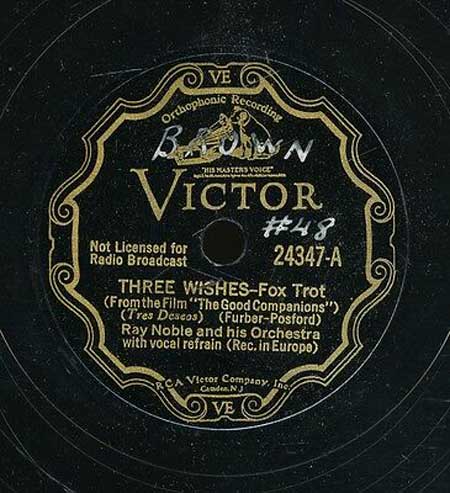 VE
Orthophonic Recording
BROWN
"HIS MASTER'S VOICE"
VICTOR
#48
Not Licensed for
Radio Broadcast
24347-A
THREE WISHES-Fox Trot
(From the Film "The Good Companions")
(Tres Deseos) (Furber-Posford)
Ray Noble and his Orchestra
with vocal refrain (Rec. in Europe)
RCA Victor Company, Inc.
Camden, N.J.
VE